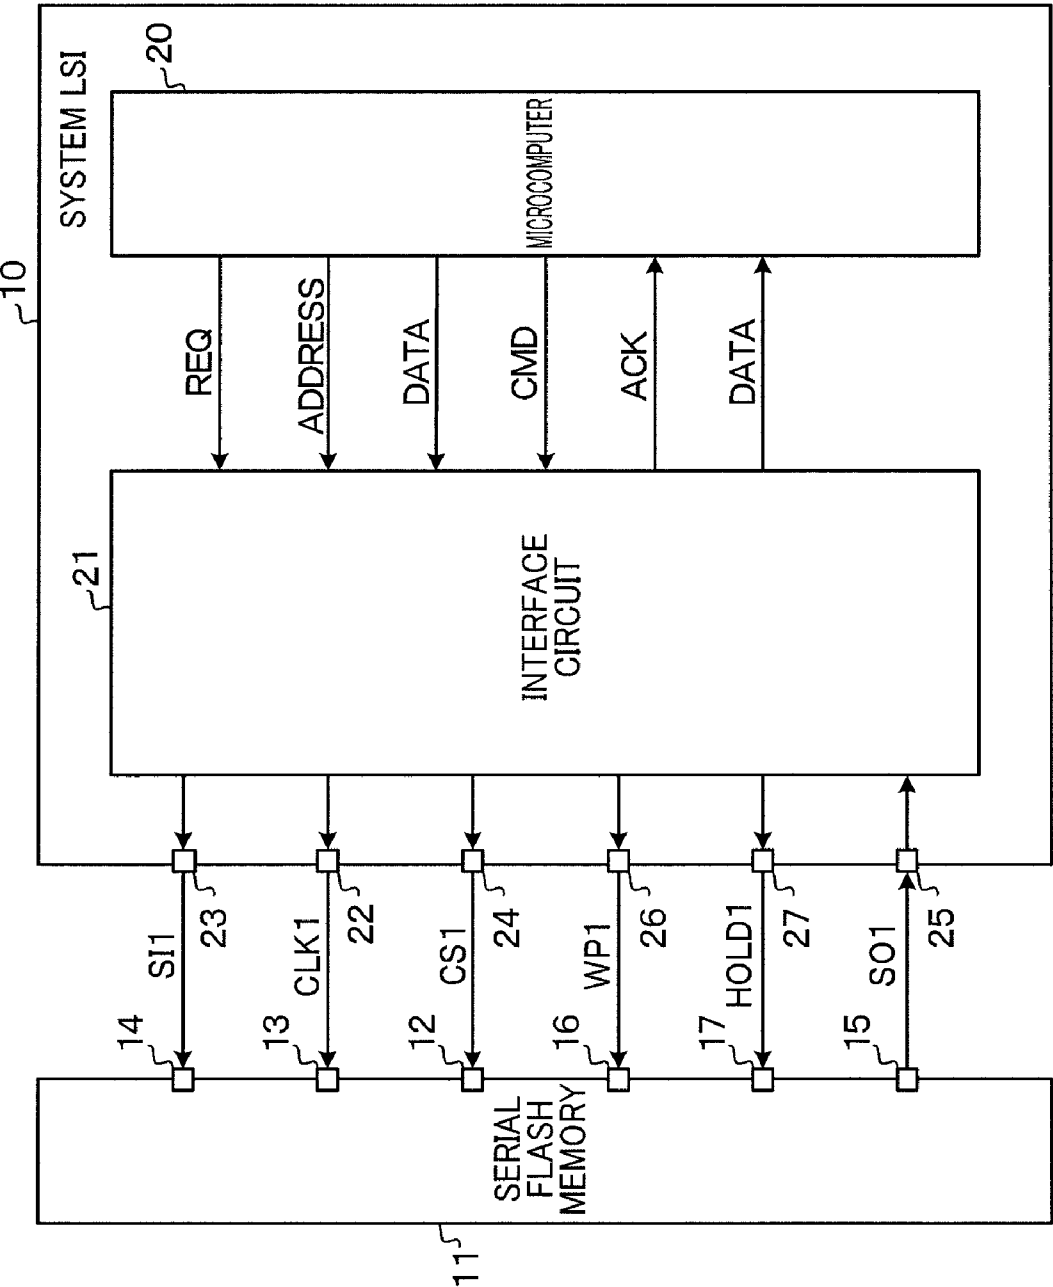 10
SYSTEM LSI
20
MICROCOMPUTER
REQ
ADDRESS
DATA
CMD
ACK
DATA
21
INTERFACE
CIRCUIT
23
22
24
26
27
25
SI1
CLK1
CS1
WP1
HOLD1
SO1
14
13
12
16
17
15
SERIAL
FLASH
MEMORY
11